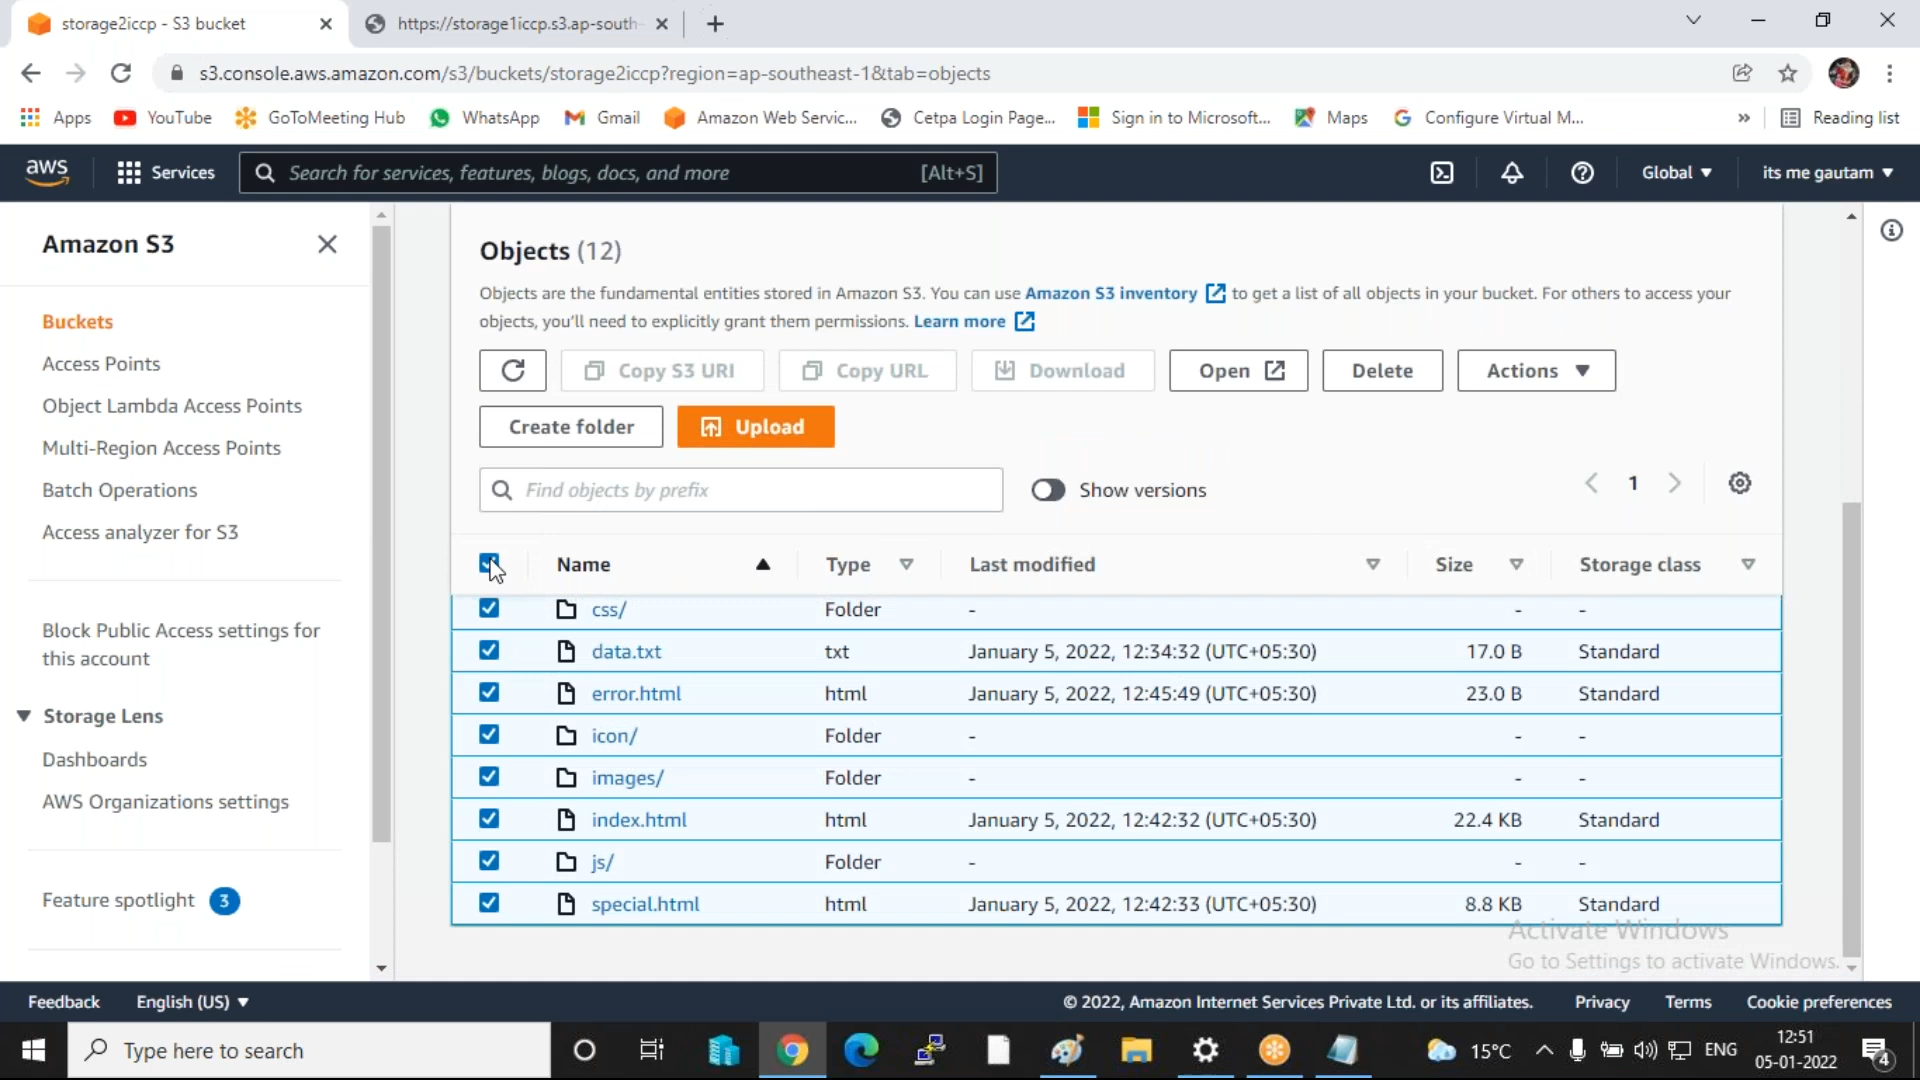 storage2iccp - S3 bucket
https://storage1iccp.s3.ap-south-
s3.console.aws.amazon.com/s3/buckets/storage2iccp?region=ap-southeast-1&tab=objects
Apps YouTube GoToMeeting Hub WhatsApp Gmail Amazon Web Servic... Cetpa Login Page... Sign in to Microsoft... Maps Configure Virtual M... » Reading list
aws Services Search for services, features, blogs, docs, and more [Alt+S] Global ▼ its me gautam ▼
Amazon S3
Buckets
Access Points
Object Lambda Access Points
Multi-Region Access Points
Batch Operations
Access analyzer for S3
Block Public Access settings for
this account
Storage Lens
Dashboards
AWS Organizations settings
Feature spotlight 3
Objects (12)
Objects are the fundamental entities stored in Amazon S3. You can use Amazon S3 inventory to get a list of all objects in your bucket. For others to access your
objects, you'll need to explicitly grant them permissions. Learn more
Copy S3 URI Copy URL Download Open Delete Actions ▼
Create folder Upload
Find objects by prefix Show versions 1
Name Type Last modified Size Storage class
css/ Folder - - -
data.txt txt January 5, 2022, 12:34:32 (UTC+05:30) 17.0 B Standard
error.html html January 5, 2022, 12:45:49 (UTC+05:30) 23.0 B Standard
icon/ Folder - - -
images/ Folder - - -
index.html html January 5, 2022, 12:42:32 (UTC+05:30) 22.4 KB Standard
js/ Folder - - -
special.html html January 5, 2022, 12:42:33 (UTC+05:30) 8.8 KB Standard
Activate Windows
Go to Settings to activate Windows.
Feedback English (US) ▼ © 2022, Amazon Internet Services Private Ltd. or its affiliates. Privacy Terms Cookie preferences
Type here to search 15°C ENG 12:51
05-01-2022 4